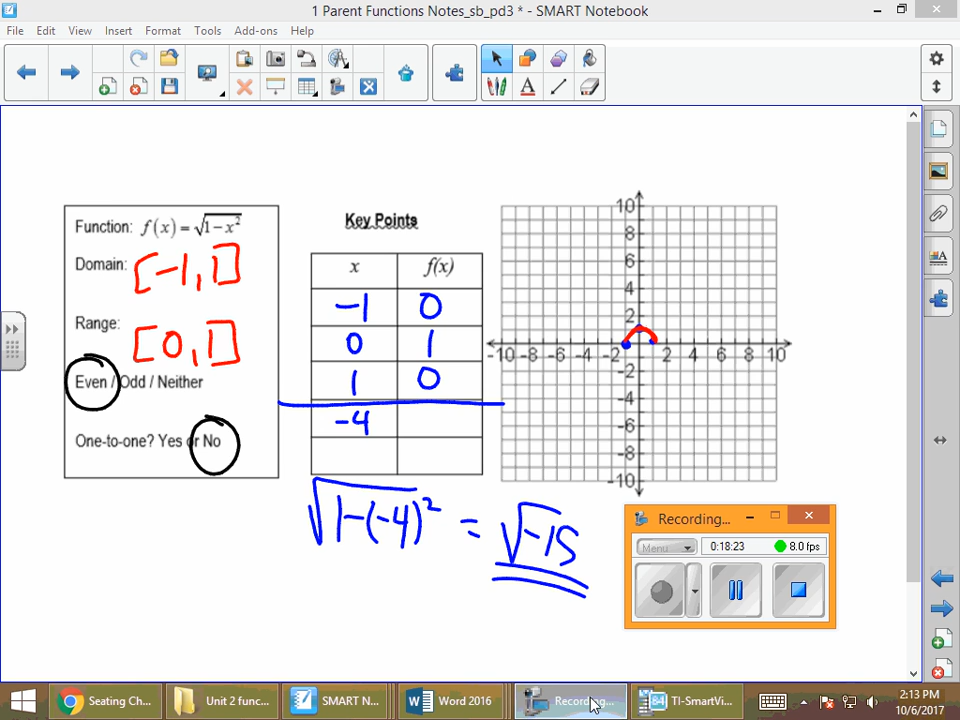 1 Parent Functions Notes_sb_pd3 * - SMART Notebook
File Edit View Insert Format Tools Add-ons Help
Function: f(x) = √1−x²
Domain: [-1, 1]
Range: [0, 1]
Even / Odd / Neither
One-to-one? Yes or No
Key Points
x f(x)
-1 0
0 1
1 0
-4
10
8
6
4
2
-10 -8 -6 -4 -2 2 4 6 8 10
-2
-4
-6
-8
-10
√1-(-4)² = √-15
Recording...
Menu 0:18:23 8.0 fps
Seating Ch... Unit 2 func... SMART N... Word 2016 Recording... TI-SmartVi...
84
2:13 PM
10/6/2017